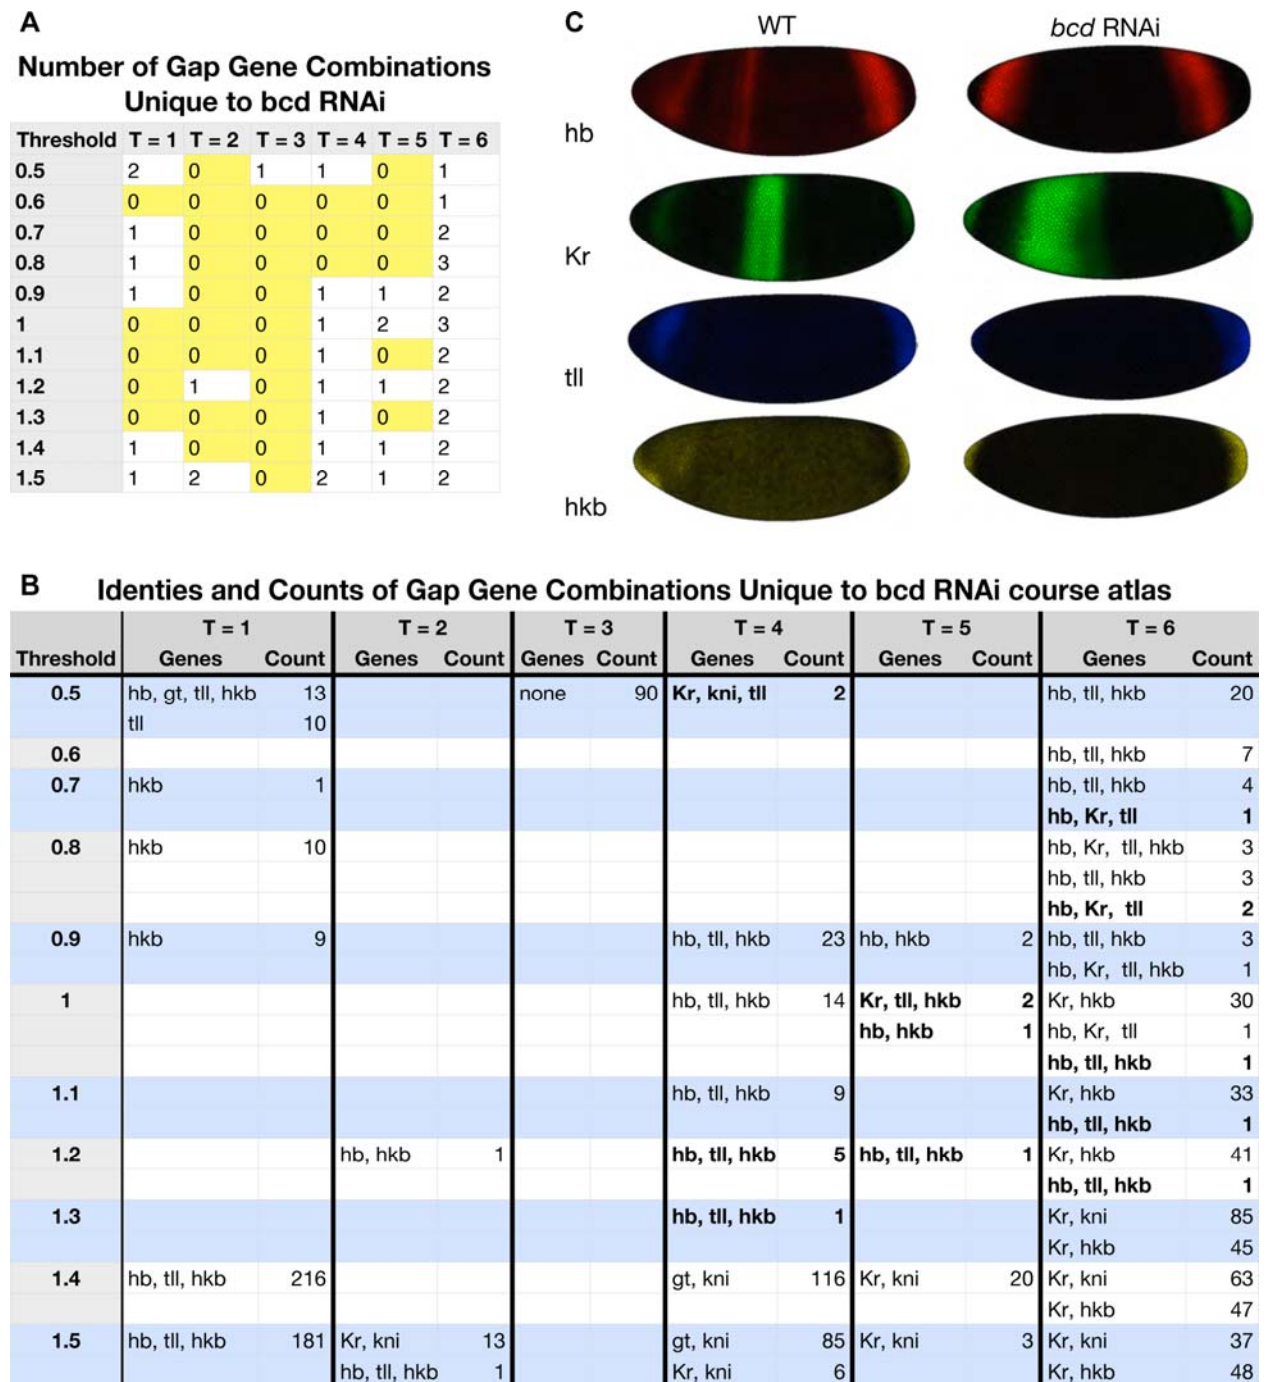 A
Number of Gap Gene Combinations
Unique to bcd RNAi
Threshold T = 1 T = 2 T = 3 T = 4 T = 5 T = 6
0.5 2 0 1 1 0 1
0.6 0 0 0 0 0 1
0.7 1 0 0 0 0 2
0.8 1 0 0 0 0 3
0.9 1 0 0 1 1 2
1 0 0 0 1 2 3
1.1 0 0 0 1 0 2
1.2 0 1 0 1 1 2
1.3 0 0 0 1 0 2
1.4 1 0 0 1 1 2
1.5 1 2 0 2 1 2
C
WT bcd RNAi
hb
Kr
tll
hkb
B Identies and Counts of Gap Gene Combinations Unique to bcd RNAi course atlas
T = 1 T = 2 T = 3 T = 4 T = 5 T = 6
Threshold Genes Count Genes Count Genes Count Genes Count Genes Count Genes Count
0.5 hb, gt, tll, hkb 13 none 90 Kr, kni, tll 2 hb, tll, hkb 20
tll 10
0.6 hb, tll, hkb 7
0.7 hkb 1 hb, tll, hkb 4
hb, Kr, tll 1
0.8 hkb 10 hb, Kr, tll, hkb 3
hb, tll, hkb 3
hb, Kr, tll 2
0.9 hkb 9 hb, tll, hkb 23 hb, hkb 2 hb, tll, hkb 3
hb, Kr, tll, hkb 1
1 hb, tll, hkb 14 Kr, tll, hkb 2 Kr, hkb 30
hb, hkb 1 hb, Kr, tll 1
hb, tll, hkb 1
1.1 hb, tll, hkb 9 Kr, hkb 33
hb, tll, hkb 1
1.2 hb, hkb 1 hb, tll, hkb 5 hb, tll, hkb 1 Kr, hkb 41
hb, tll, hkb 1
1.3 hb, tll, hkb 1 Kr, kni 85
Kr, hkb 45
1.4 hb, tll, hkb 216 gt, kni 116 Kr, kni 20 Kr, kni 63
Kr, hkb 47
1.5 hb, tll, hkb 181 Kr, kni 13 gt, kni 85 Kr, kni 3 Kr, kni 37
hb, tll, hkb 1 Kr, kni 6 Kr, hkb 48